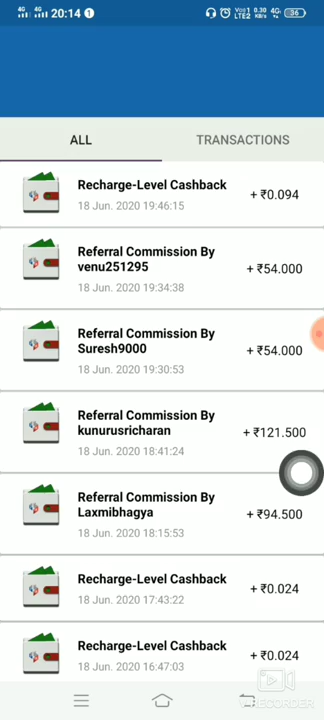 4G 4G 20:14 1 Vo) 1 LTE2 0.30 KB/s 4G 36
ALL TRANSACTIONS
Recharge-Level Cashback
18 Jun. 2020 19:46:15
+ ₹0.094
Referral Commission By
venu251295
18 Jun. 2020 19:34:38
+ ₹54.000
Referral Commission By
Suresh9000
18 Jun. 2020 19:30:53
+ ₹54.000
Referral Commission By
kunurusricharan
18 Jun. 2020 18:41:24
+ ₹121.500
Referral Commission By
Laxmibhagya
18 Jun. 2020 18:15:53
+ ₹94.500
Recharge-Level Cashback
18 Jun. 2020 17:43:22
+ ₹0.024
Recharge-Level Cashback
18 Jun. 2020 16:47:03
+ ₹0.024
RECORDER